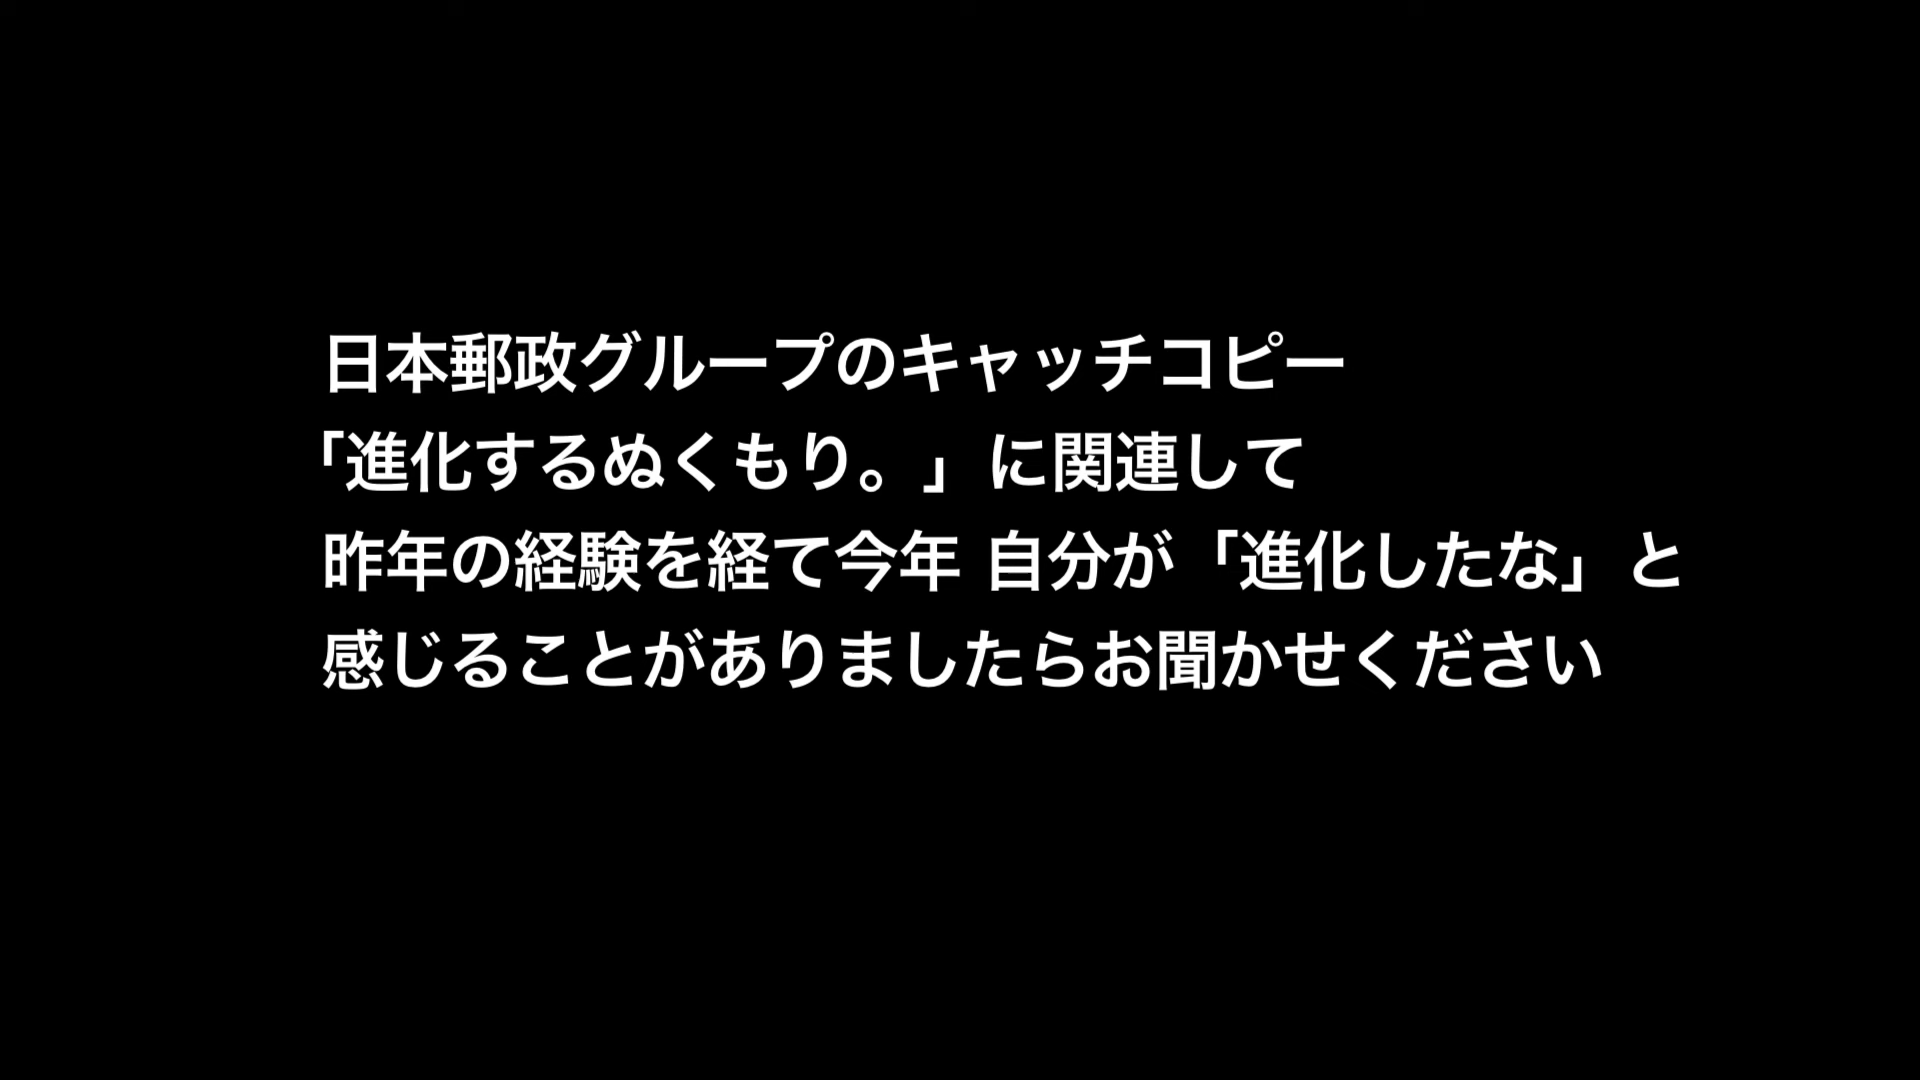 日本郵政グループのキャッチコピー
「進化するぬくもり。」に関連して
昨年の経験を経て今年 自分が「進化したな」と
感じることがありましたらお聞かせください